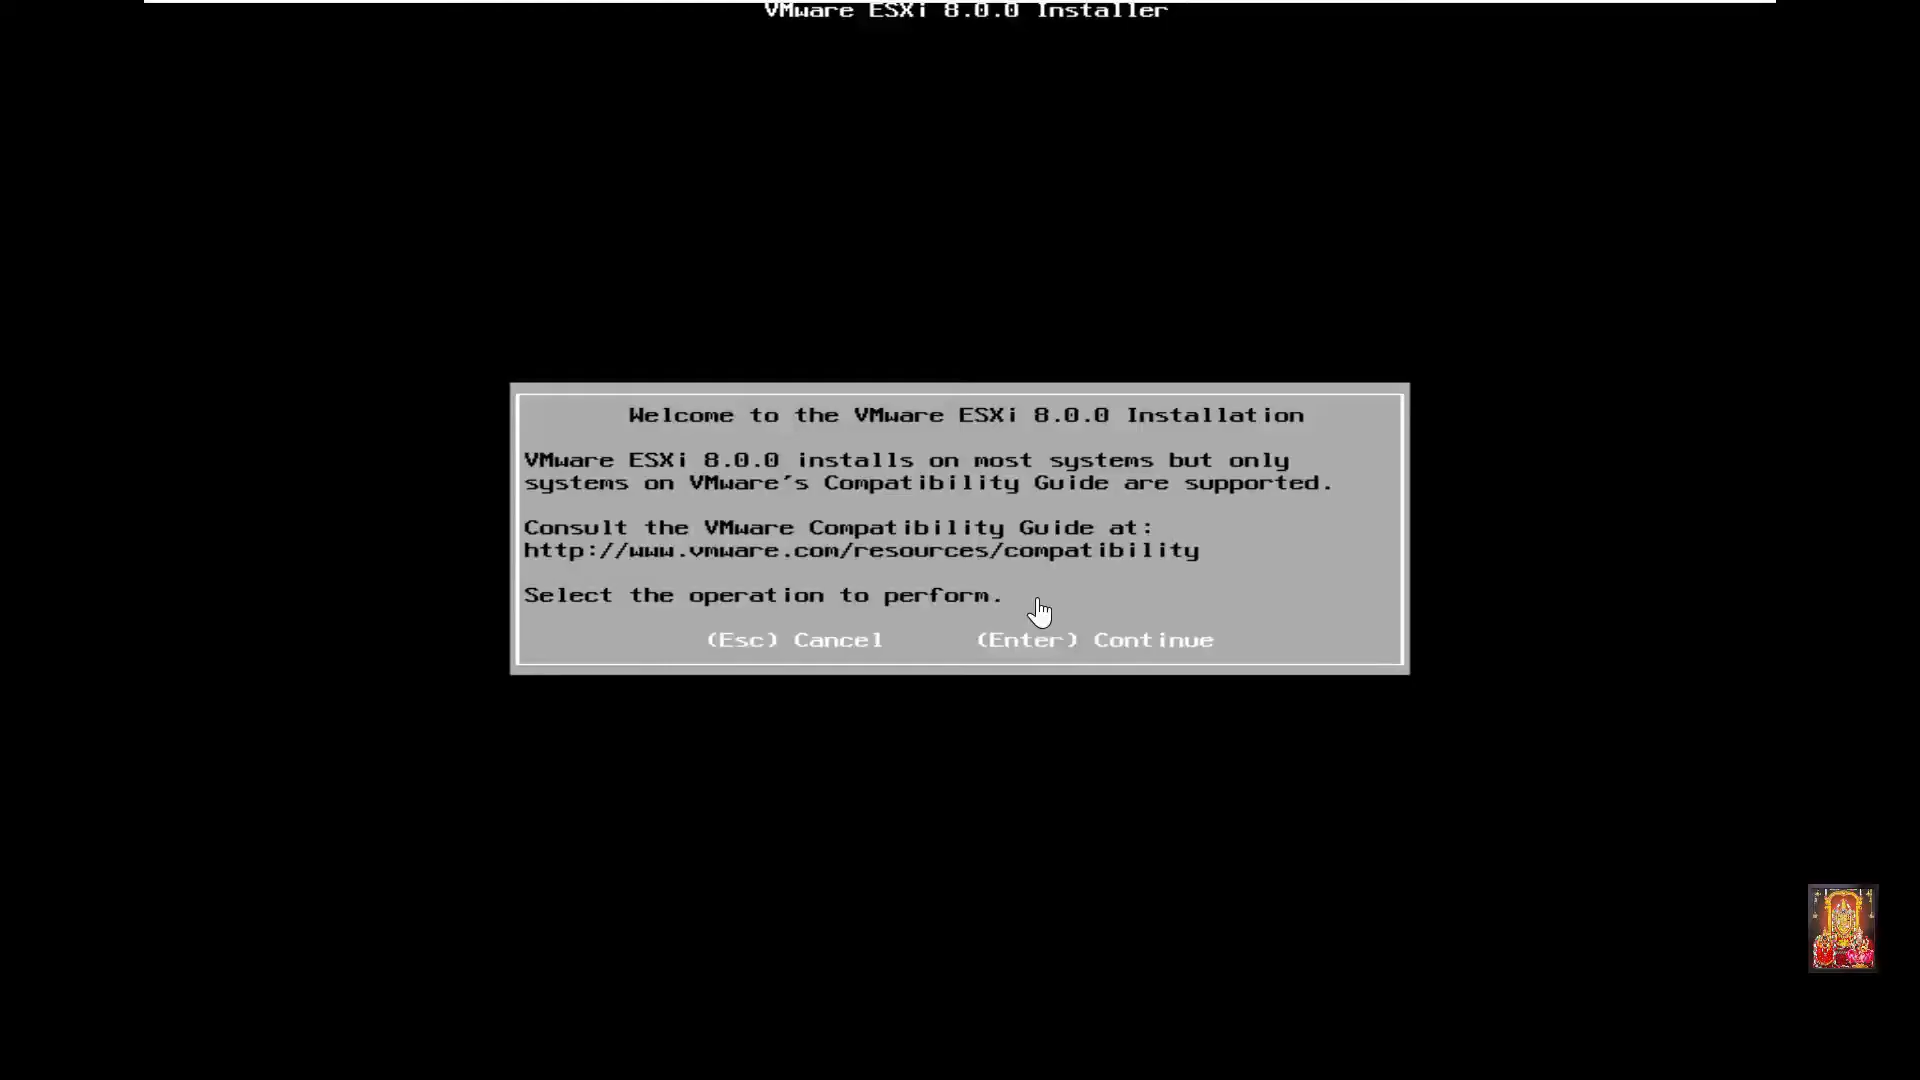 VMware ESXi 8.0.0 Installer
Welcome to the VMware ESXi 8.0.0 Installation
VMware ESXi 8.0.0 installs on most systems but only
systems on VMware's Compatibility Guide are supported.
Consult the VMware Compatibility Guide at:
http://www.vmware.com/resources/compatibility
Select the operation to perform.
(Esc) Cancel (Enter) Continue